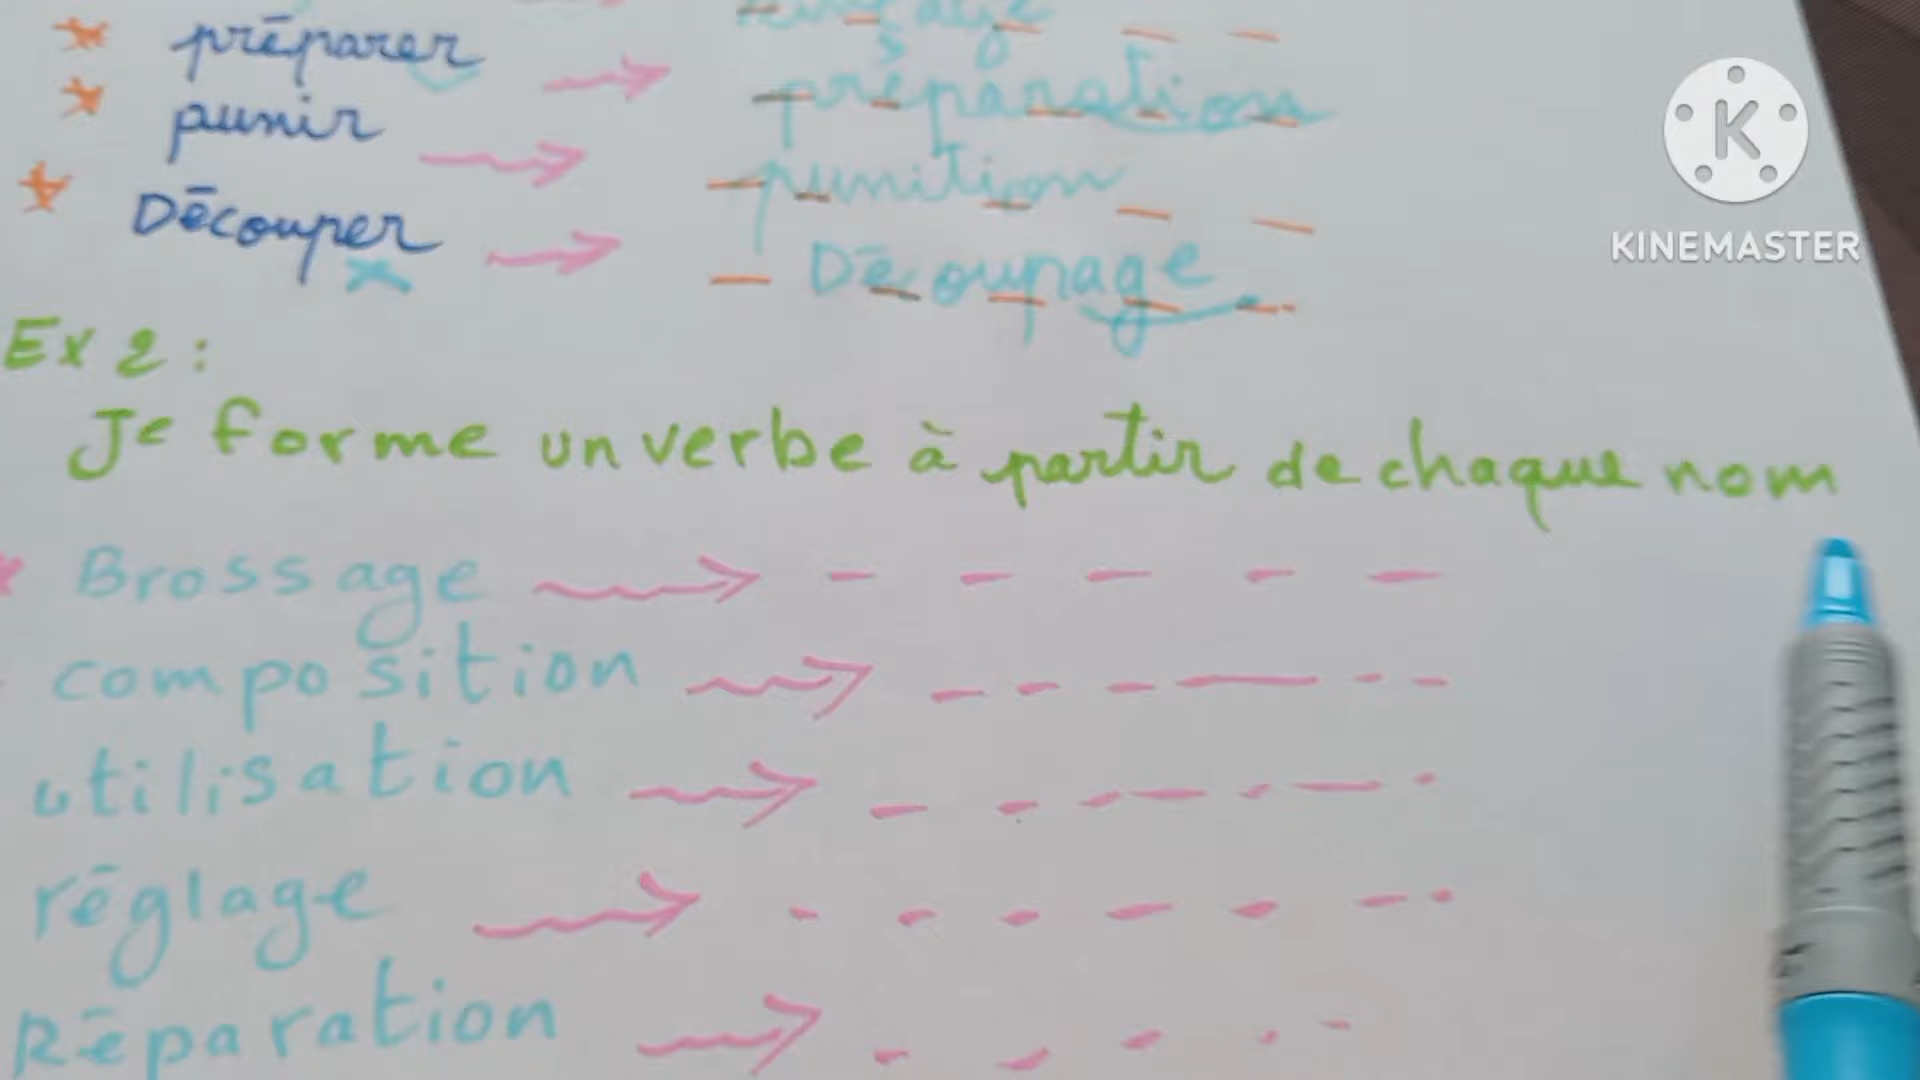 préparer préparation
punir punition
Découper Découpage
Ex 2 :
Je forme un verbe à partir de chaque nom
Brossage
composition
utilisation
réglage
Réparation
K
KINEMASTER